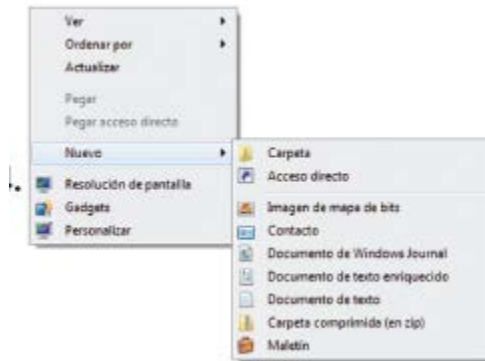 Ver
Ordenar por
Actualizar
Pegar
Pegar acceso directo
Nuevo
Resolución de pantalla
Gadgets
Personalizar
Carpeta
Acceso directo
Imagen de mapa de bits
Contacto
Documento de Windows Journal
Documento de texto enriquecido
Documento de texto
Carpeta comprimida (en zip)
Maletín